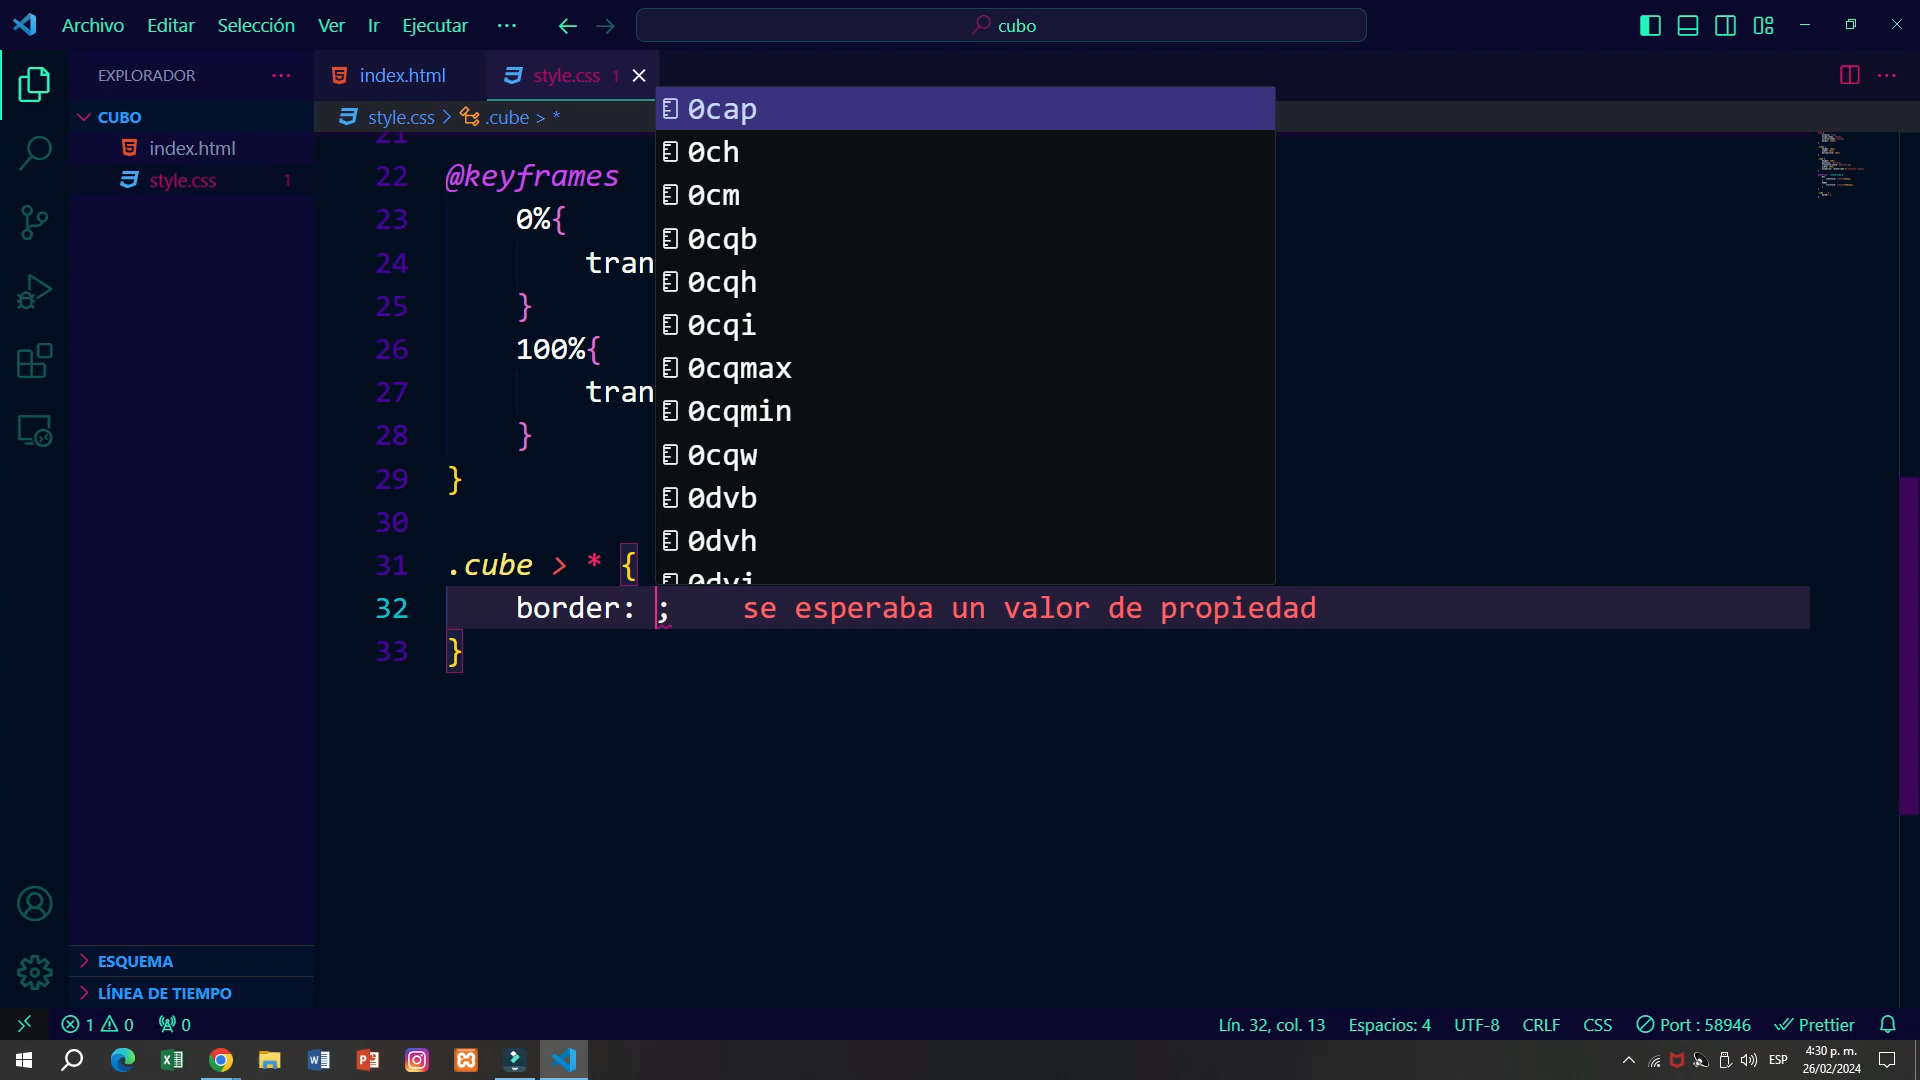 Archivo Editar Selección Ver Ir Ejecutar ··· cubo
EXPLORADOR ···
index.html
style.css 1
CUBO
index.html
style.css 1
style.css > .cube > *
21
22 @keyframes
23 0%{
24 tran
25 }
26 100%{
27 tran
28 }
29 }
30
31 .cube > * {
32 border: ; se esperaba un valor de propiedad
33 }
0cap
0ch
0cm
0cqb
0cqh
0cqi
0cqmax
0cqmin
0cqw
0dvb
0dvh
0dvi
ESQUEMA
LÍNEA DE TIEMPO
1 0 0
Lín. 32, col. 13 Espacios: 4 UTF-8 CRLF CSS Port : 58946 Prettier
ESP
4:30 p. m.
26/02/2024